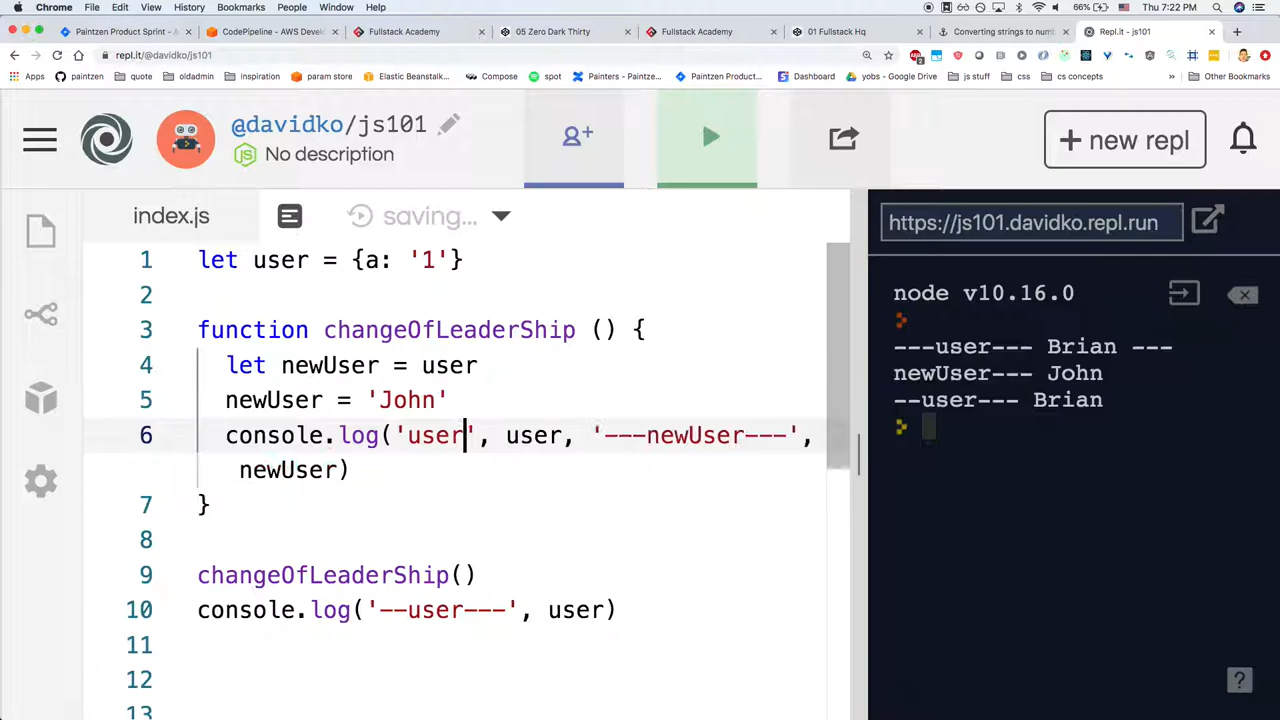 Chrome File Edit View History Bookmarks People Window Help 66% Thu 7:22 PM
Paintzen Product Sprint - A CodePipeline - AWS Devel Fullstack Academy 05 Zero Dark Thirty Fullstack Academy 01 Fullstack Hq Converting strings to num Repl.it - js101
repl.it/@davidko/js101
Apps paintzen quote oldadmin inspiration param store Elastic Beanstalk... Compose spot Painters - Paintze... Paintzen Product... Dashboard yobs - Google Drive js stuff css cs concepts » Other Bookmarks
@davidko/js101
No description
+ new repl
index.js
saving...
https://js101.davidko.repl.run
1 let user = {a: '1'}
2
3 function changeOfLeaderShip () {
4 let newUser = user
5 newUser = 'John'
6 console.log('user', user, '---newUser---',
newUser)
7 }
8
9 changeOfLeaderShip()
10 console.log('--user---', user)
11
12
13
node v10.16.0
---user--- Brian ---
newUser--- John
--user--- Brian
?